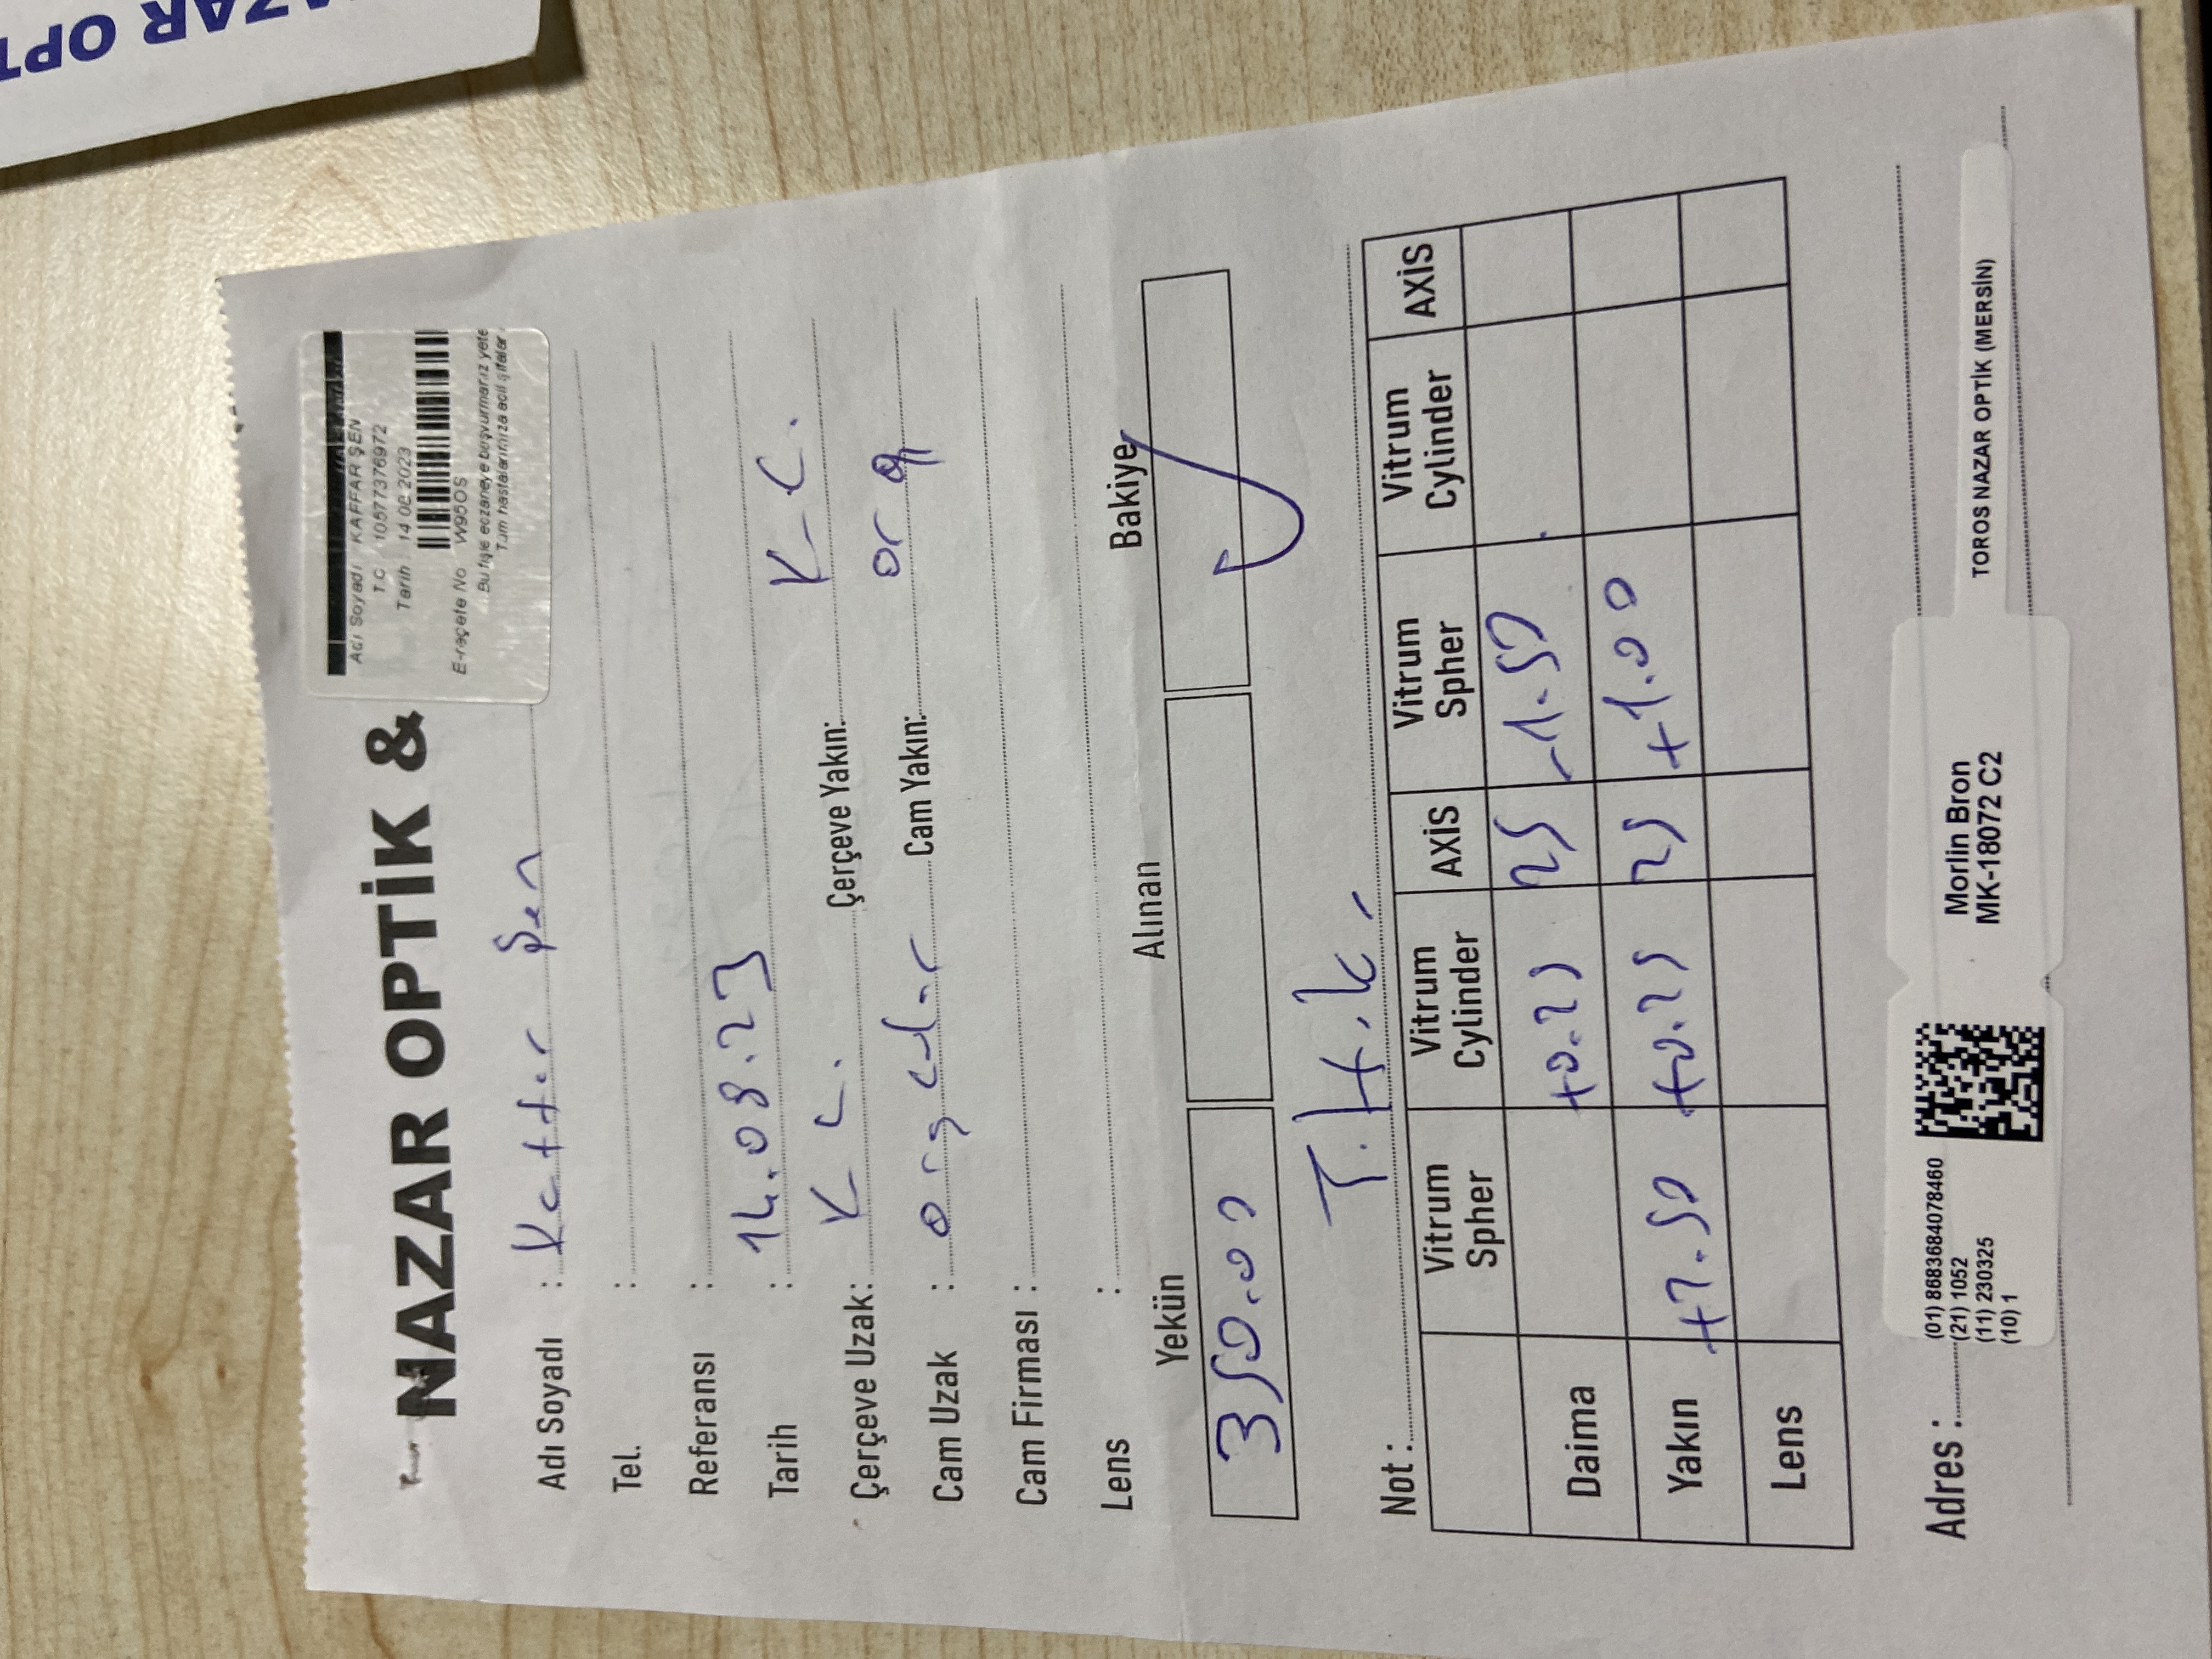 NAZAR OPTİK &
Adı Soyadı KAFFAR ŞEN
T.C 10577376972
Tarih 14.08.2023
E-reçete No W95OS
Bu fişle eczaneye başvurmanız yete
Tüm hastalarımıza acil şifalar
Adı Soyadı : Kaffar Şen
Tel. :
Referansı :
Tarih : 14.08.23
Çerçeve Uzak: K C. Çerçeve Yakın: K C.
Cam Uzak : org Cam Yakın: org
Cam Firması :
Lens :
Yekün Alınan Bakiye
350.00
Not : T.H.K.
Vitrum Spher Vitrum Cylinder AXİS Vitrum Spher Vitrum Cylinder AXİS
Daima +0.25 25 -1.50
Yakın +2.50 +0.25 25 +1.00
Lens
Adres :
(01) 8683684078460
(21) 1052
(11) 230325
(10) 1
Morlin Bron
MK-18072 C2
TOROS NAZAR OPTİK (MERSİN)
AZAR OPT